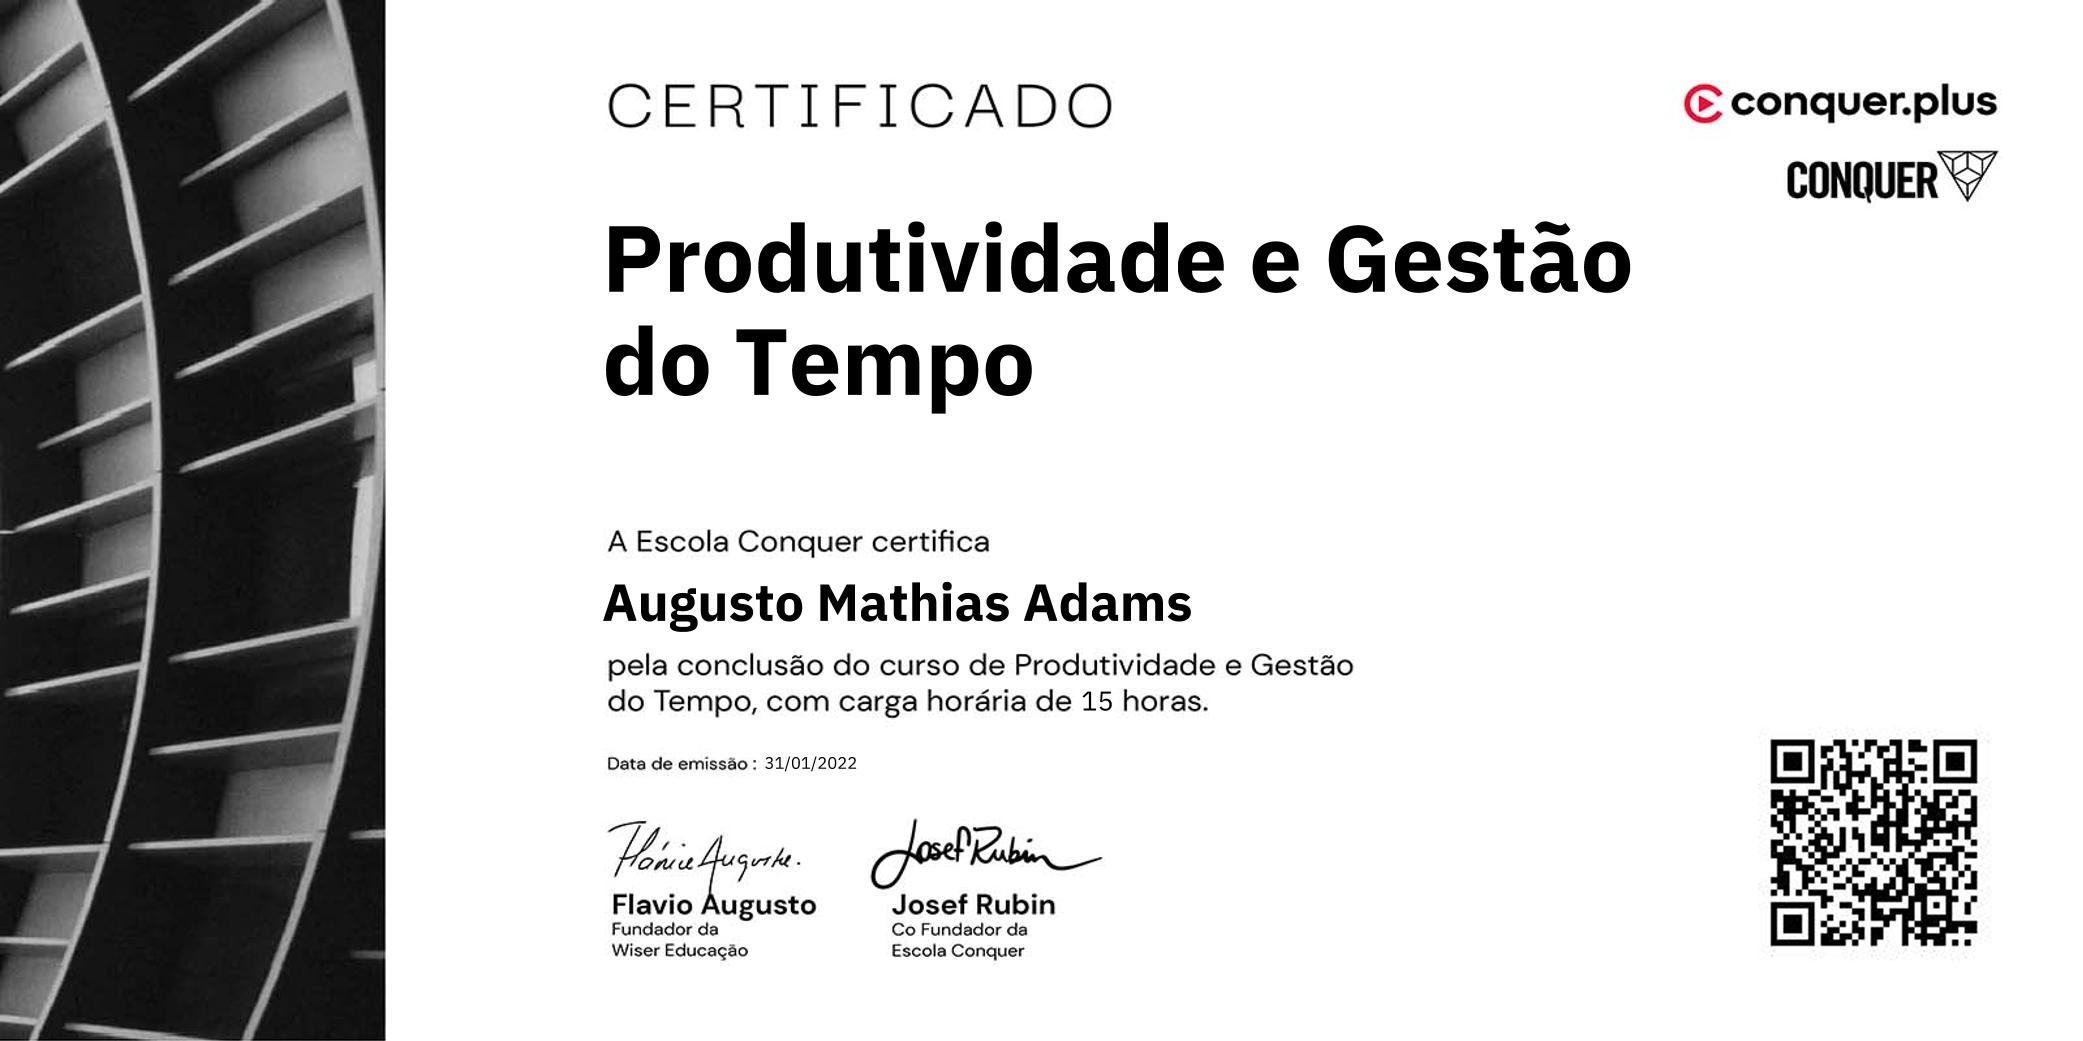 CERTIFICADO
conquer.plus
CONQUER
Produtividade e Gestão
do Tempo
A Escola Conquer certifica
Augusto Mathias Adams
pela conclusão do curso de Produtividade e Gestão
do Tempo, com carga horária de 15 horas.
Data de emissão : 31/01/2022
Flávio Augusto.
Josef Rubin
Flavio Augusto
Josef Rubin
Fundador da
Wiser Educação
Co Fundador da
Escola Conquer